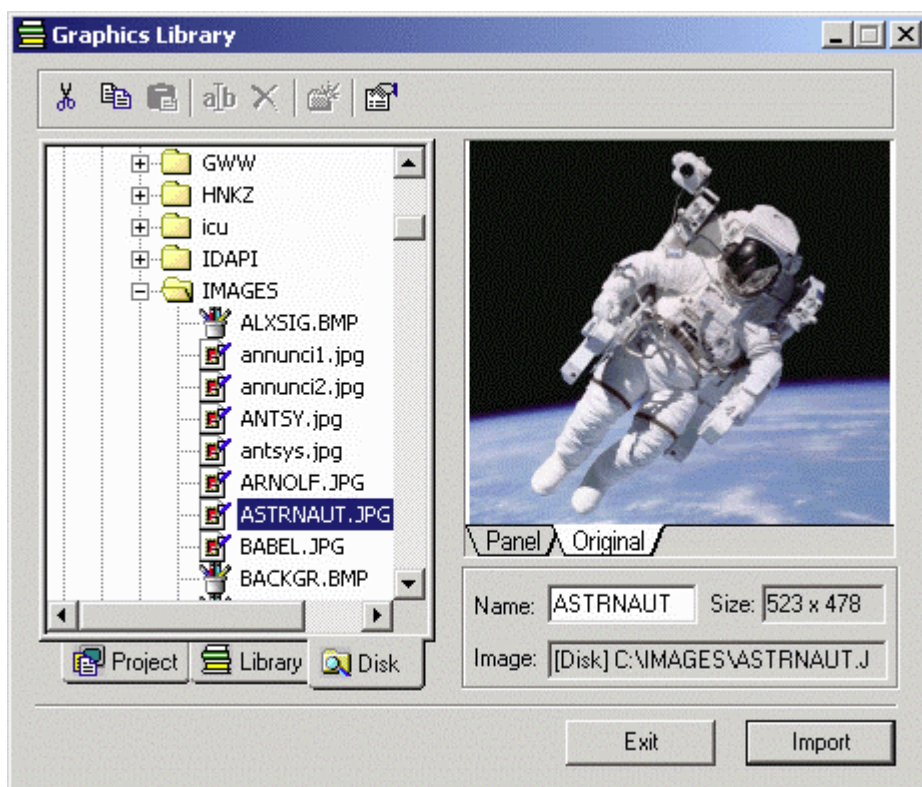 Graphics Library
a b
GWW
HNKZ
icu
IDAPI
IMAGES
ALXSIG.BMP
annunci1.jpg
annunci2.jpg
ANTSY.jpg
antsys.jpg
ARNOLF.JPG
ASTRNAUT.JPG
BABEL.JPG
BACKGR.BMP
Project Library Disk
Panel Original
Name: ASTRNAUT Size: 523 x 478
Image: [Disk] C:\IMAGES\ASTRNAUT.J
Exit Import